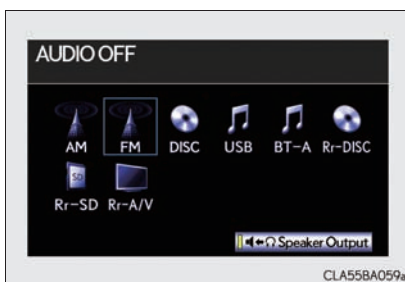 AUDIO OFF
AM FM DISC USB BT-A Rr-DISC
SD
Rr-SD Rr-A/V
Speaker Output
CLA55BA059a